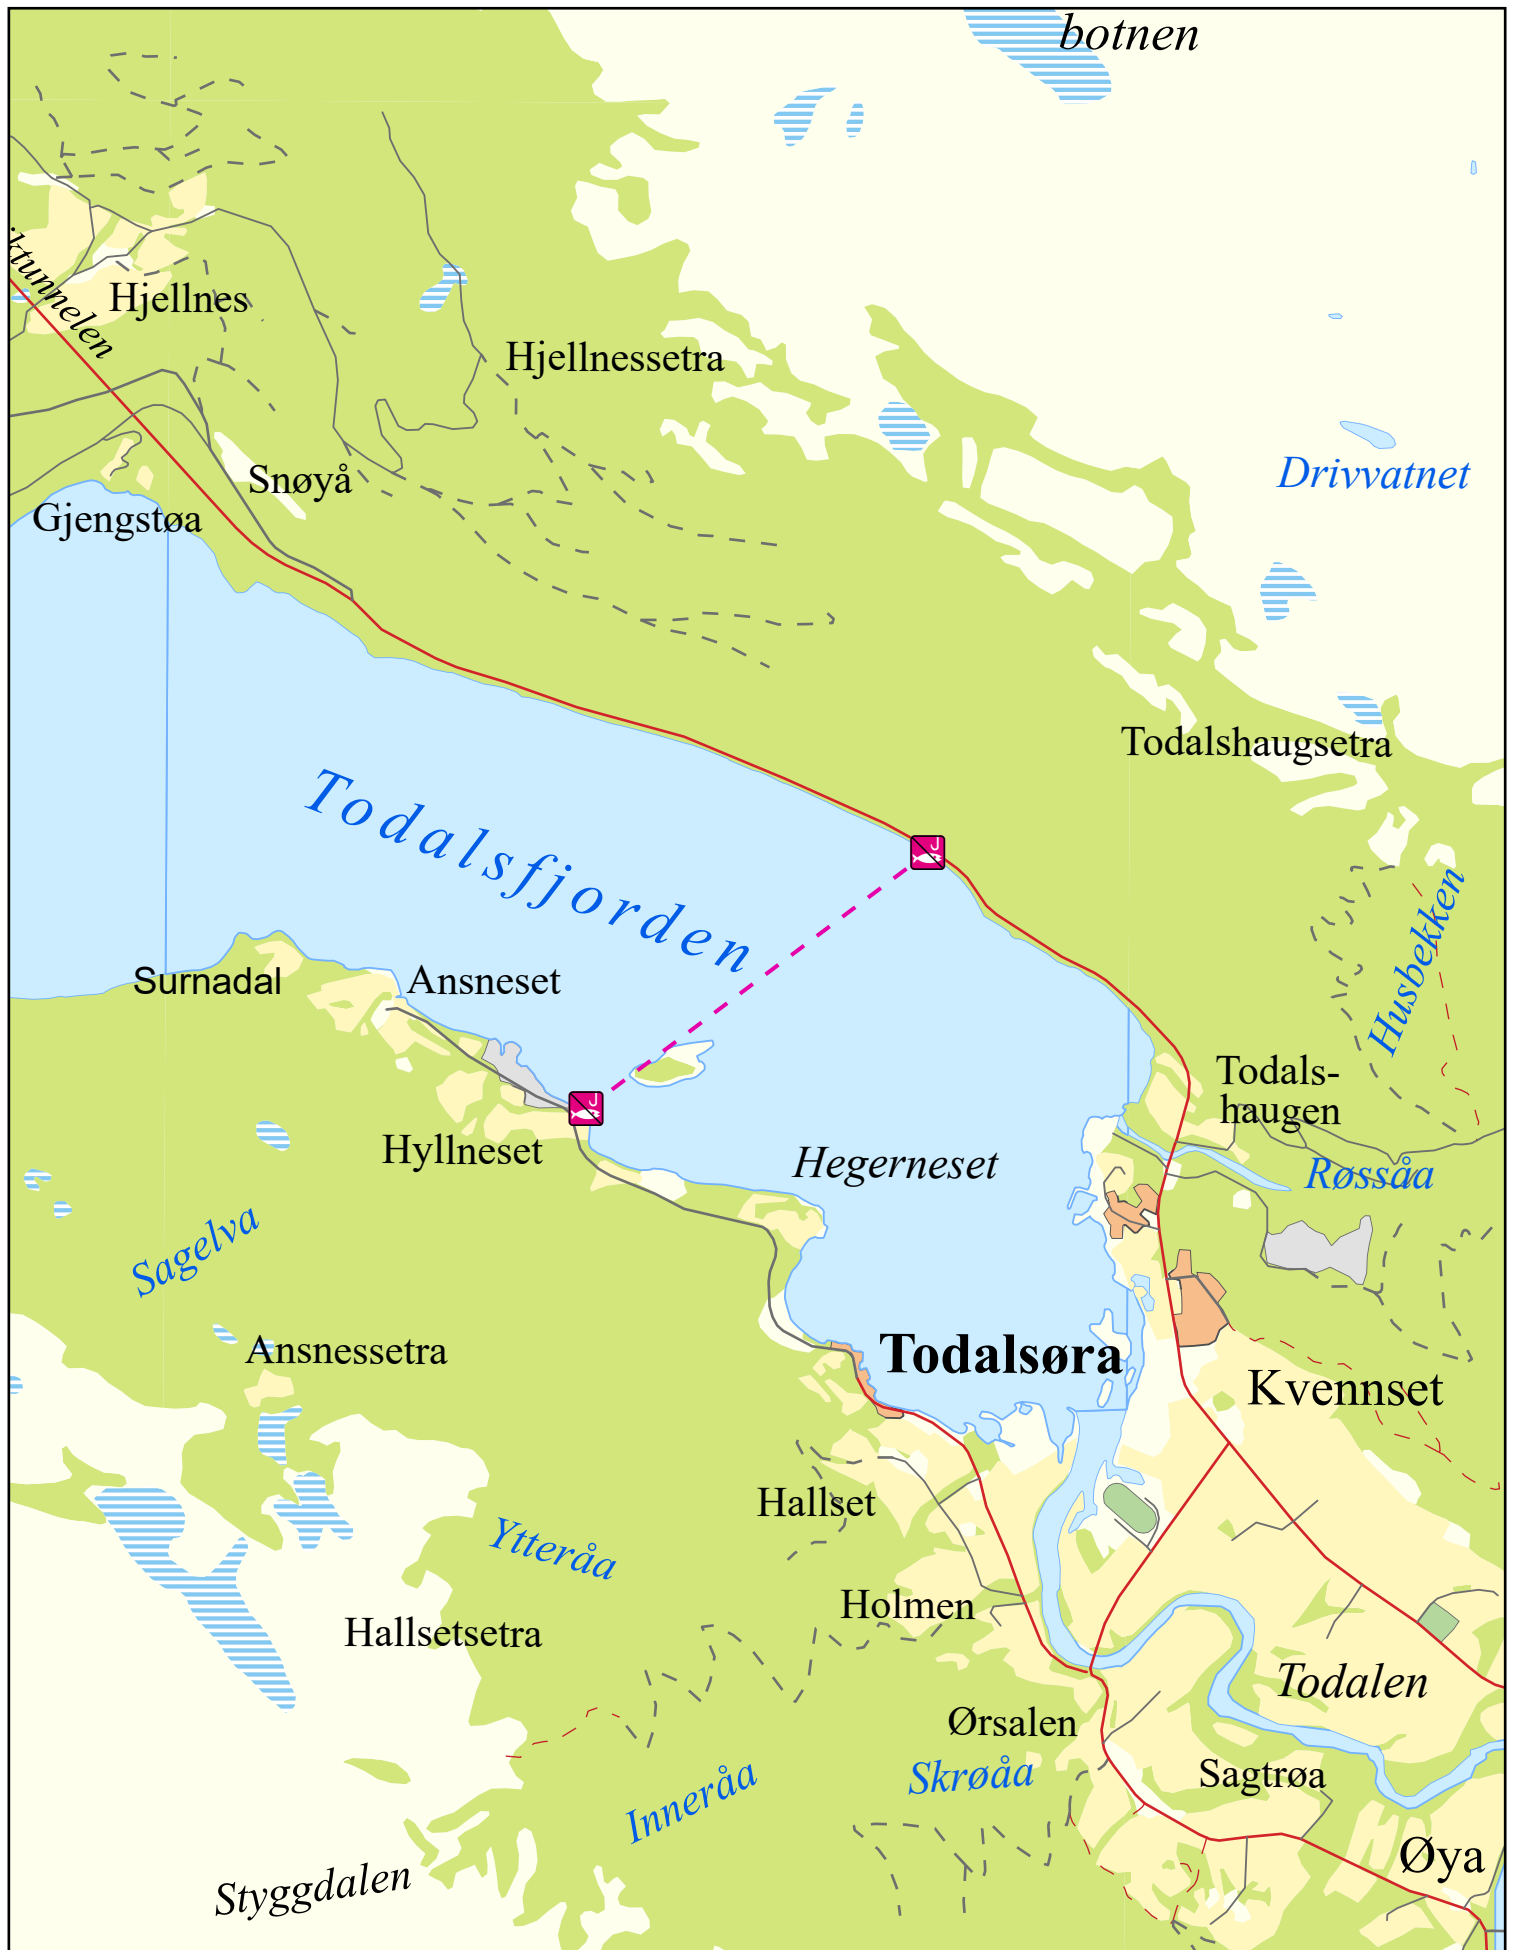 botnen
iktunnelen
Hjellnes
Hjellnessetra
Snøyå
Drivvatnet
Gjengstøa
Todalshaugsetra
Todalsfjorden
Husbekken
Surnadal
Ansneset
Todals-
haugen
Hyllneset
Hegerneset
Røssåa
Sagelva
Ansnessetra
Todalsøra
Kvennset
Hallset
Ytteråa
Holmen
Hallsetsetra
Todalen
Ørsalen
Skrøåa
Sagtrøa
Inneråa
Øya
Styggdalen